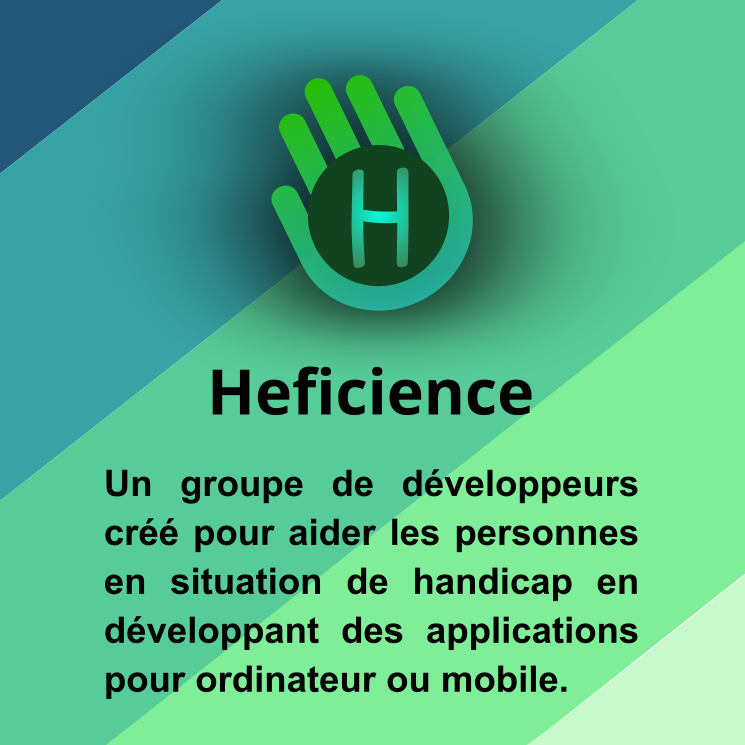 H
Heficience
Un groupe de développeurs
créé pour aider les personnes
en situation de handicap en
développant des applications
pour ordinateur ou mobile.